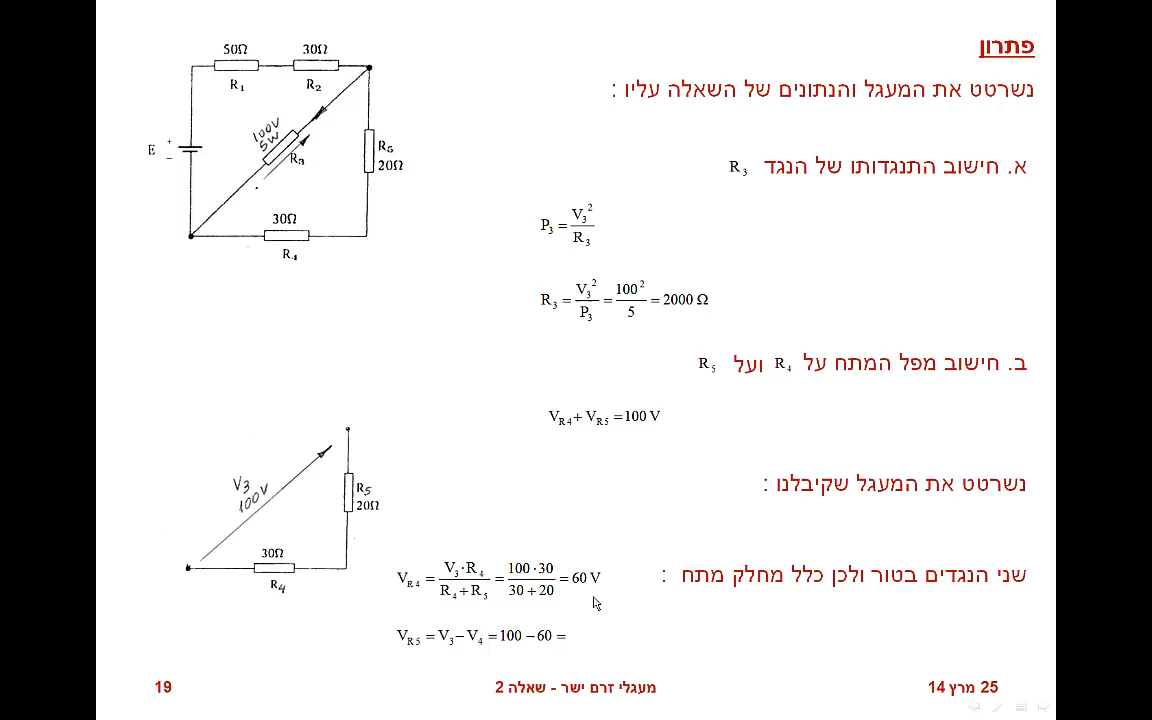 פתרון
נשרטט את המעגל והנתונים של השאלה עליו :
50Ω 30Ω
R1 R2
E + −
100V
5W
R3
R5
20Ω
30Ω
R4
א. חישוב התנגדותו של הנגד R3
P3 = V3² / R3
R3 = V3² / P3 = 100² / 5 = 2000 Ω
ב. חישוב מפל המתח על R4 ועל R5
VR4 + VR5 = 100 V
נשרטט את המעגל שקיבלנו :
V3
100V
R5
20Ω
30Ω
R4
שני הנגדים בטור ולכן כלל מחלק מתח :
VR4 = V3·R4 / R4+R5 = 100·30 / 30+20 = 60 V
VR5 = V3 − V4 = 100 − 60 =
25 מרץ 14
מעגלי זרם ישר - שאלה 2
19